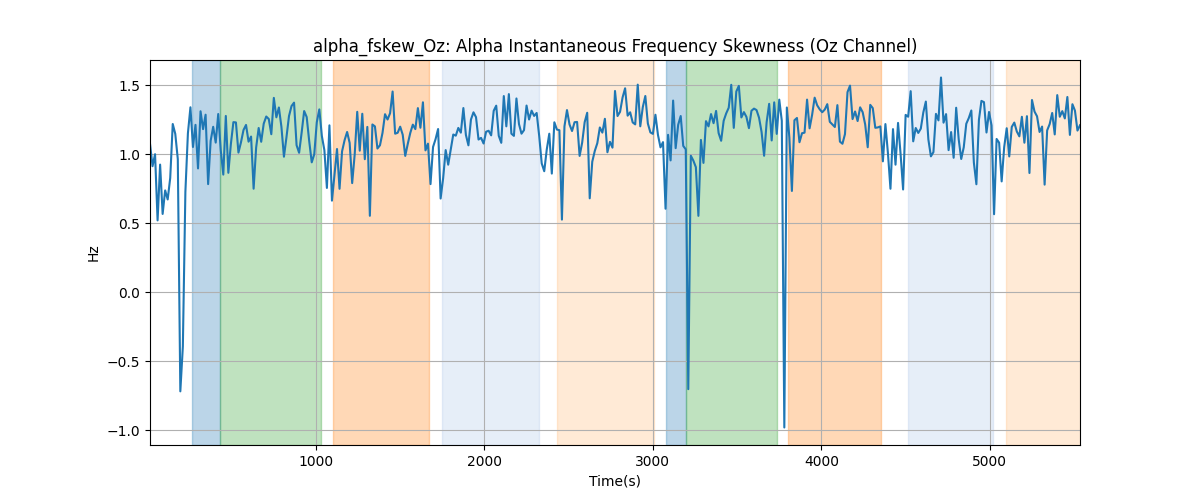 alpha_fskew_Oz: Alpha Instantaneous Frequency Skewness (Oz Channel)
Hz
1.5
1.0
0.5
0.0
−0.5
−1.0
1000 2000 3000 4000 5000
Time(s)